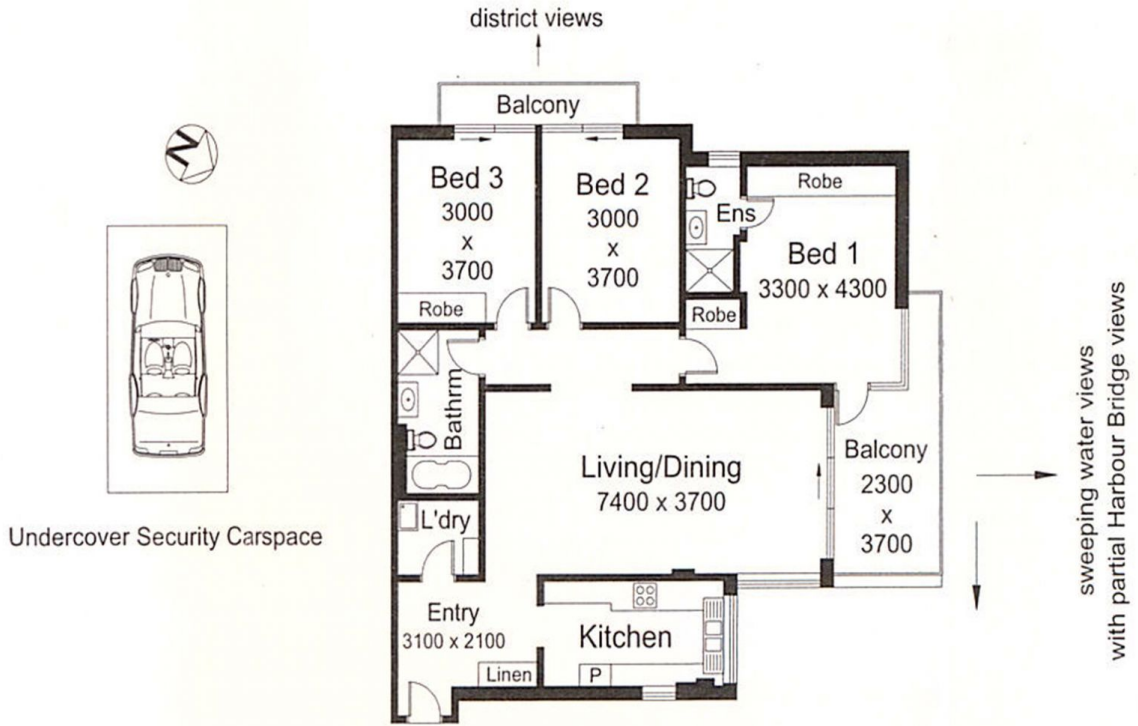 district views
Balcony
N
Bed 3
3000
x
3700
Robe
Bed 2
3000
x
3700
Ens
Robe
Bed 1
3300 x 4300
Robe
Bathrm
Living/Dining
7400 x 3700
Balcony
2300
x
3700
sweeping water views
with partial Harbour Bridge views
Undercover Security Carspace
L'dry
Entry
3100 x 2100
Linen
Kitchen
P